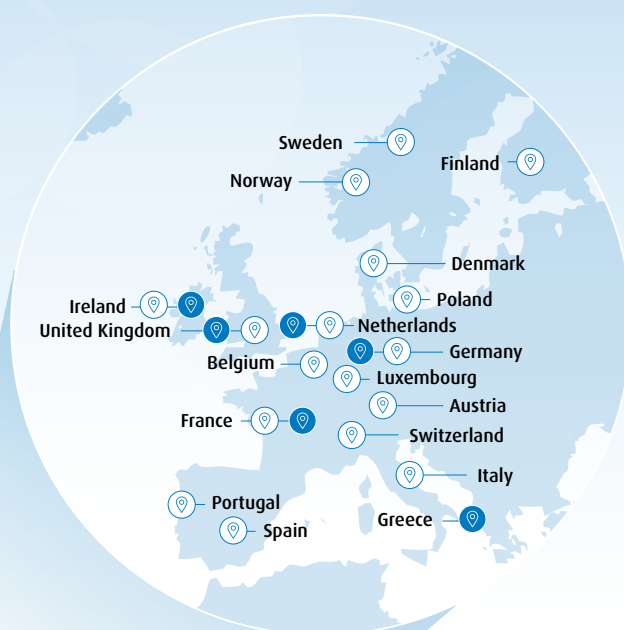 Sweden
Finland
Norway
Denmark
Poland
Ireland
United Kingdom
Netherlands
Germany
Belgium
Luxembourg
Austria
France
Switzerland
Italy
Portugal
Greece
Spain